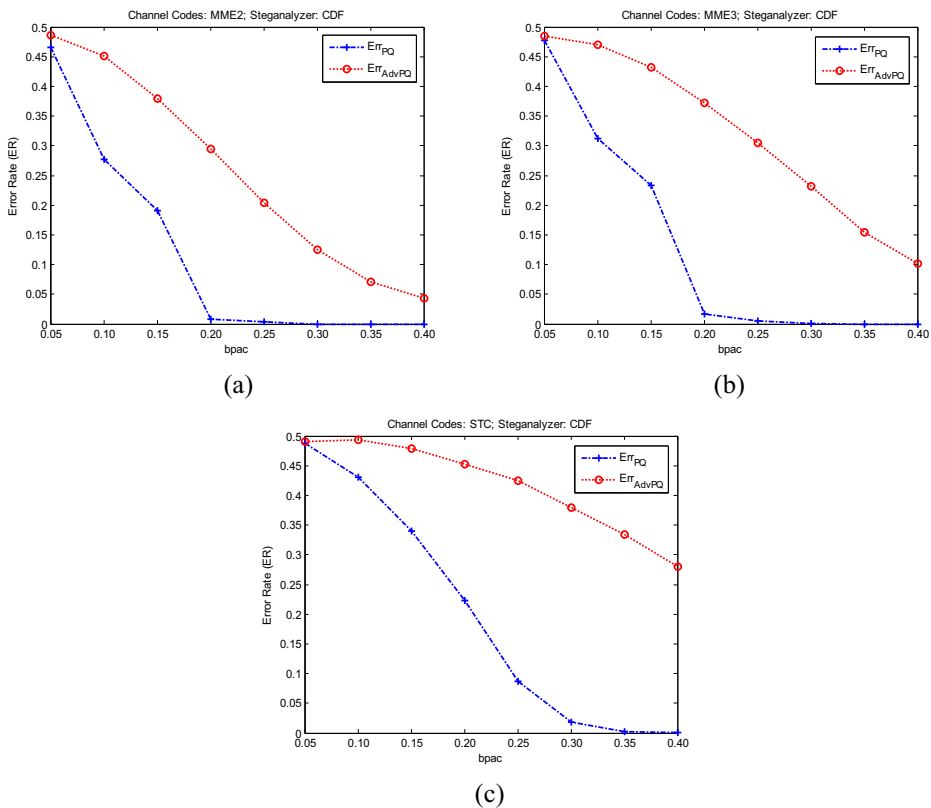 Channel Codes: MME2; Steganalyzer: CDF
0.5
0.45
0.4
0.35
0.3
0.25
0.2
0.15
0.1
0.05
0
Error Rate (ER)
Err_PQ
Err_AdvPQ
0.05 0.10 0.15 0.20 0.25 0.30 0.35 0.40
bpac
(a)
Channel Codes: MME3; Steganalyzer: CDF
0.5
0.45
0.4
0.35
0.3
0.25
0.2
0.15
0.1
0.05
0
Error Rate (ER)
Err_PQ
Err_AdvPQ
0.05 0.10 0.15 0.20 0.25 0.30 0.35 0.40
bpac
(b)
Channel Codes: STC; Steganalyzer: CDF
0.5
0.45
0.4
0.35
0.3
0.25
0.2
0.15
0.1
0.05
0
Error Rate (ER)
Err_PQ
Err_AdvPQ
0.05 0.10 0.15 0.20 0.25 0.30 0.35 0.40
bpac
(c)